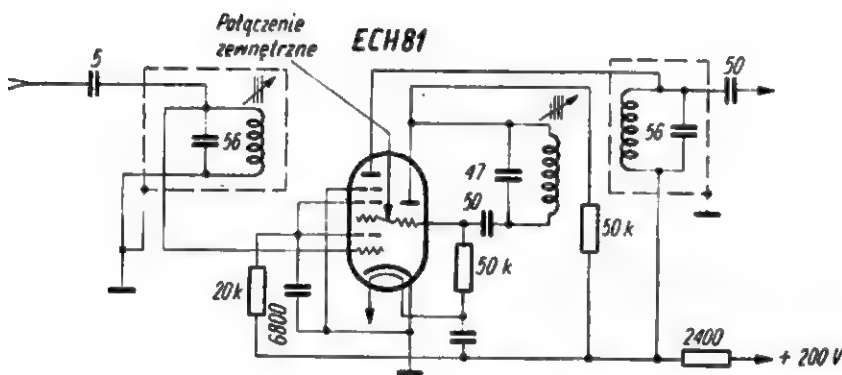 Połączenie
zewnętrzne
ECH81
5
50
56
56
47
50
50 k
50 k
20k
6800
2400
+ 200 V